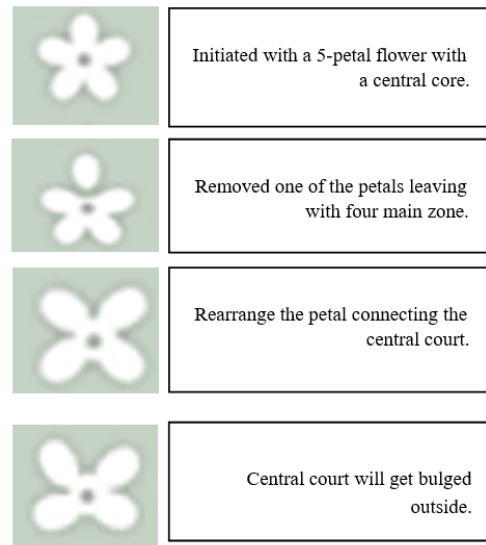 Initiated with a 5-petal flower with
a central core.
Removed one of the petals leaving
with four main zone.
Rearrange the petal connecting the
central court.
Central court will get bulged
outside.